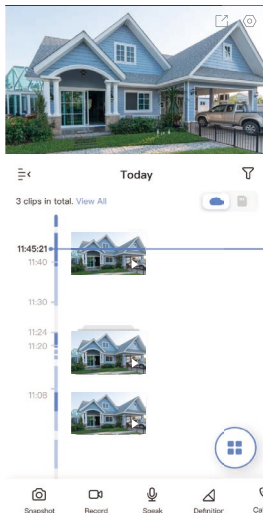 Today
3 clips in total. View All
11:45:21
11:40
11:30
11:24
11:20
11:08
Snapshot
Record
Speak
Definition